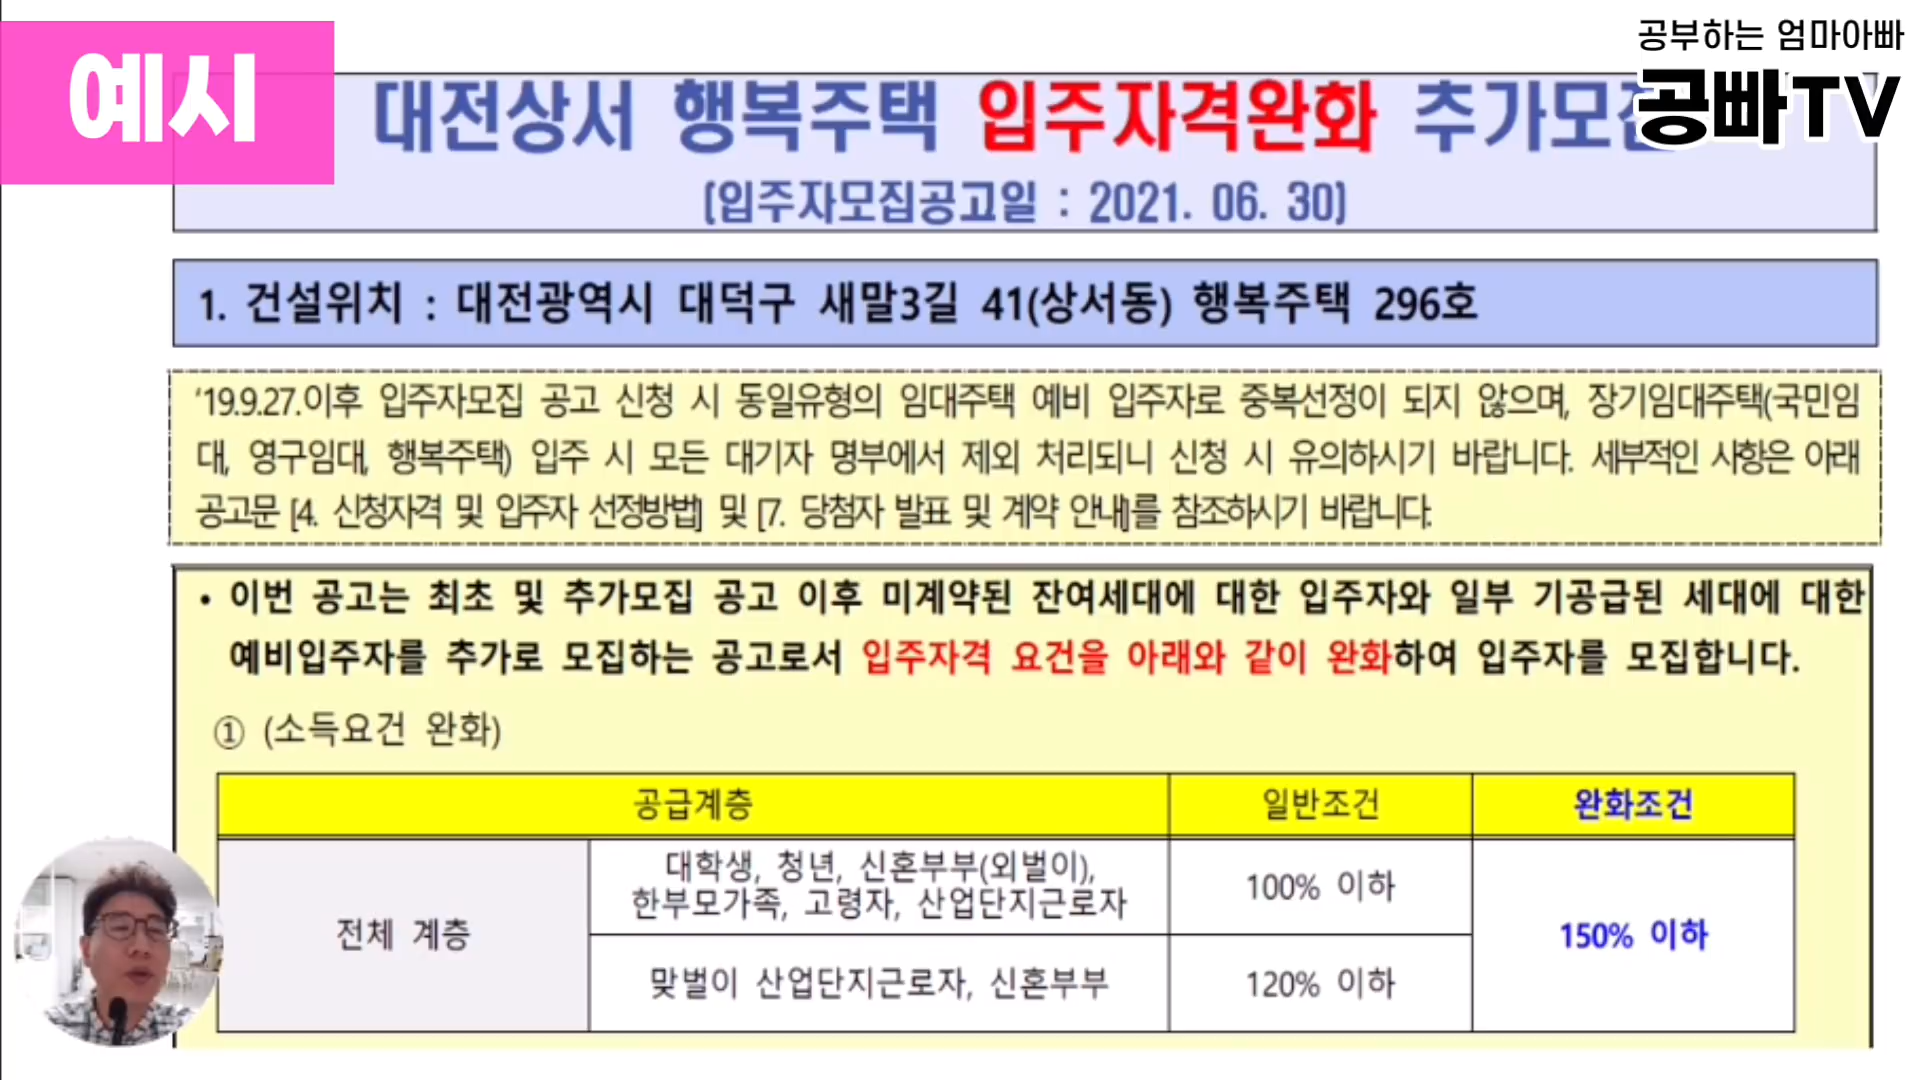 예시
공부하는 엄마아빠
공빠TV
대전상서 행복주택 입주자격완화
(입주자모집공고일 : 2021. 06. 30)
1. 건설위치 : 대전광역시 대덕구 새말3길 41(상서동) 행복주택 296호
‘19.9.27.이후 입주자모집 공고 신청 시 동일유형의 임대주택 예비 입주자로 중복선정이 되지 않으며, 장기임대주택(국민임
대, 영구임대, 행복주택) 입주 시 모든 대기자 명부에서 제외 처리되니 신청 시 유의하시기 바랍니다. 세부적인 사항은 아래
공고문 [4. 신청자격 및 입주자 선정방법] 및 [7. 당첨자 발표 및 계약 안내]를 참조하시기 바랍니다.
• 이번 공고는 최초 및 추가모집 공고 이후 미계약된 잔여세대에 대한 입주자와 일부 기공급된 세대에 대한
예비입주자를 추가로 모집하는 공고로서 입주자격 요건을 아래와 같이 완화하여 입주자를 모집합니다.
① (소득요건 완화)
공급계층 일반조건 완화조건
대학생, 청년, 신혼부부(외벌이),
한부모가족, 고령자, 산업단지근로자
100% 이하
전체 계층
150% 이하
맞벌이 산업단지근로자, 신혼부부
120% 이하